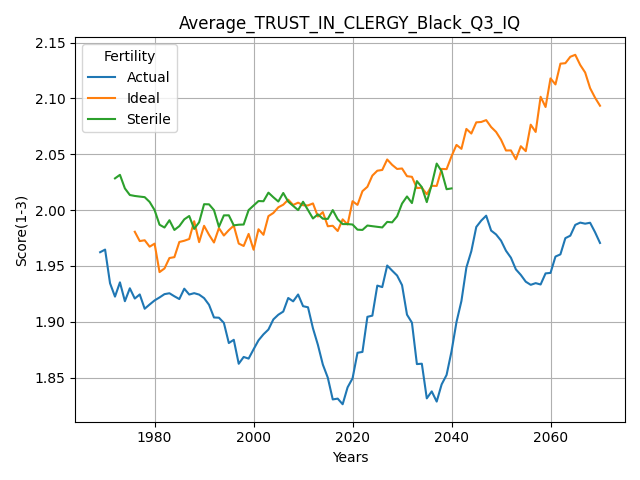 Average_TRUST_IN_CLERGY_Black_Q3_IQ
Fertility
Actual
Ideal
Sterile
Score(1-3)
2.15
2.10
2.05
2.00
1.95
1.90
1.85
1980
2000
2020
2040
2060
Years